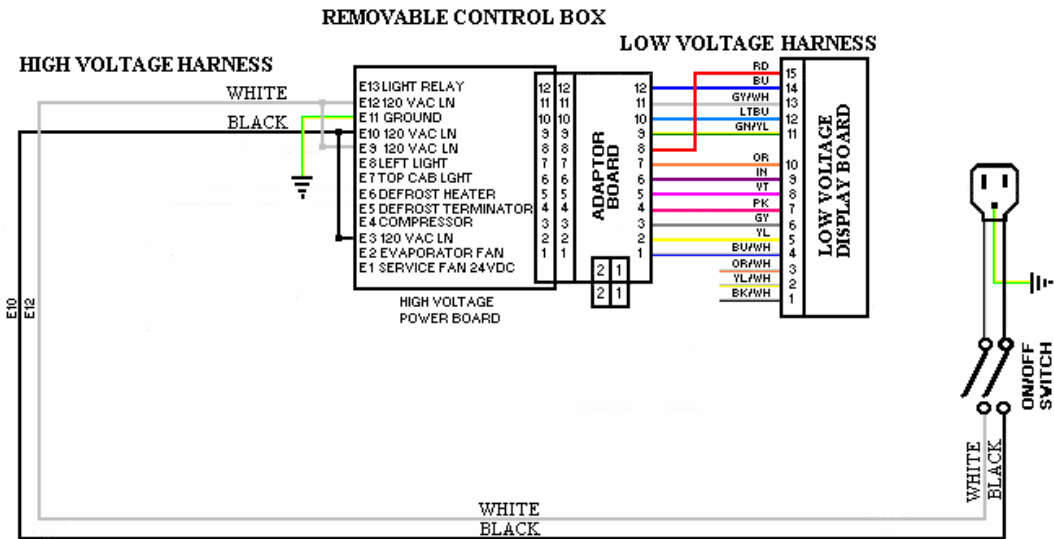 REMOVABLE CONTROL BOX
LOW VOLTAGE HARNESS
HIGH VOLTAGE HARNESS
WHITE
BLACK
E13 LIGHT RELAY
E12 120 VAC LN
E11 GROUND
E10 120 VAC LN
E9 120 VAC LN
E8 LEFT LIGHT
E7 TOP CAB LGHT
E6 DEFROST HEATER
E5 DEFROST TERMINATOR
E4 COMPRESSOR
E3 120 VAC LN
E2 EVAPORATOR FAN
E1 SERVICE FAN 24VDC
12 12
11 11
10 10
9 9
8 8
7 7
6 6
5 5
4 4
3 3
2 2
1 1
ADAPTOR BOARD
12
11
10
9
8
7
6
5
4
3
2
1
2 1
2 1
HIGH VOLTAGE
POWER BOARD
RD 15
BU 14
GY/WH 13
LTBU 12
GN/YL 11
OR 10
IN 9
VT 8
PK 7
GY 6
YL 5
BU/WH 4
OR/WH 3
YL/WH 2
BK/WH 1
LOW VOLTAGE
DISPLAY BOARD
ON/OFF
SWITCH
E10
E12
WHITE
BLACK
WHITE
BLACK